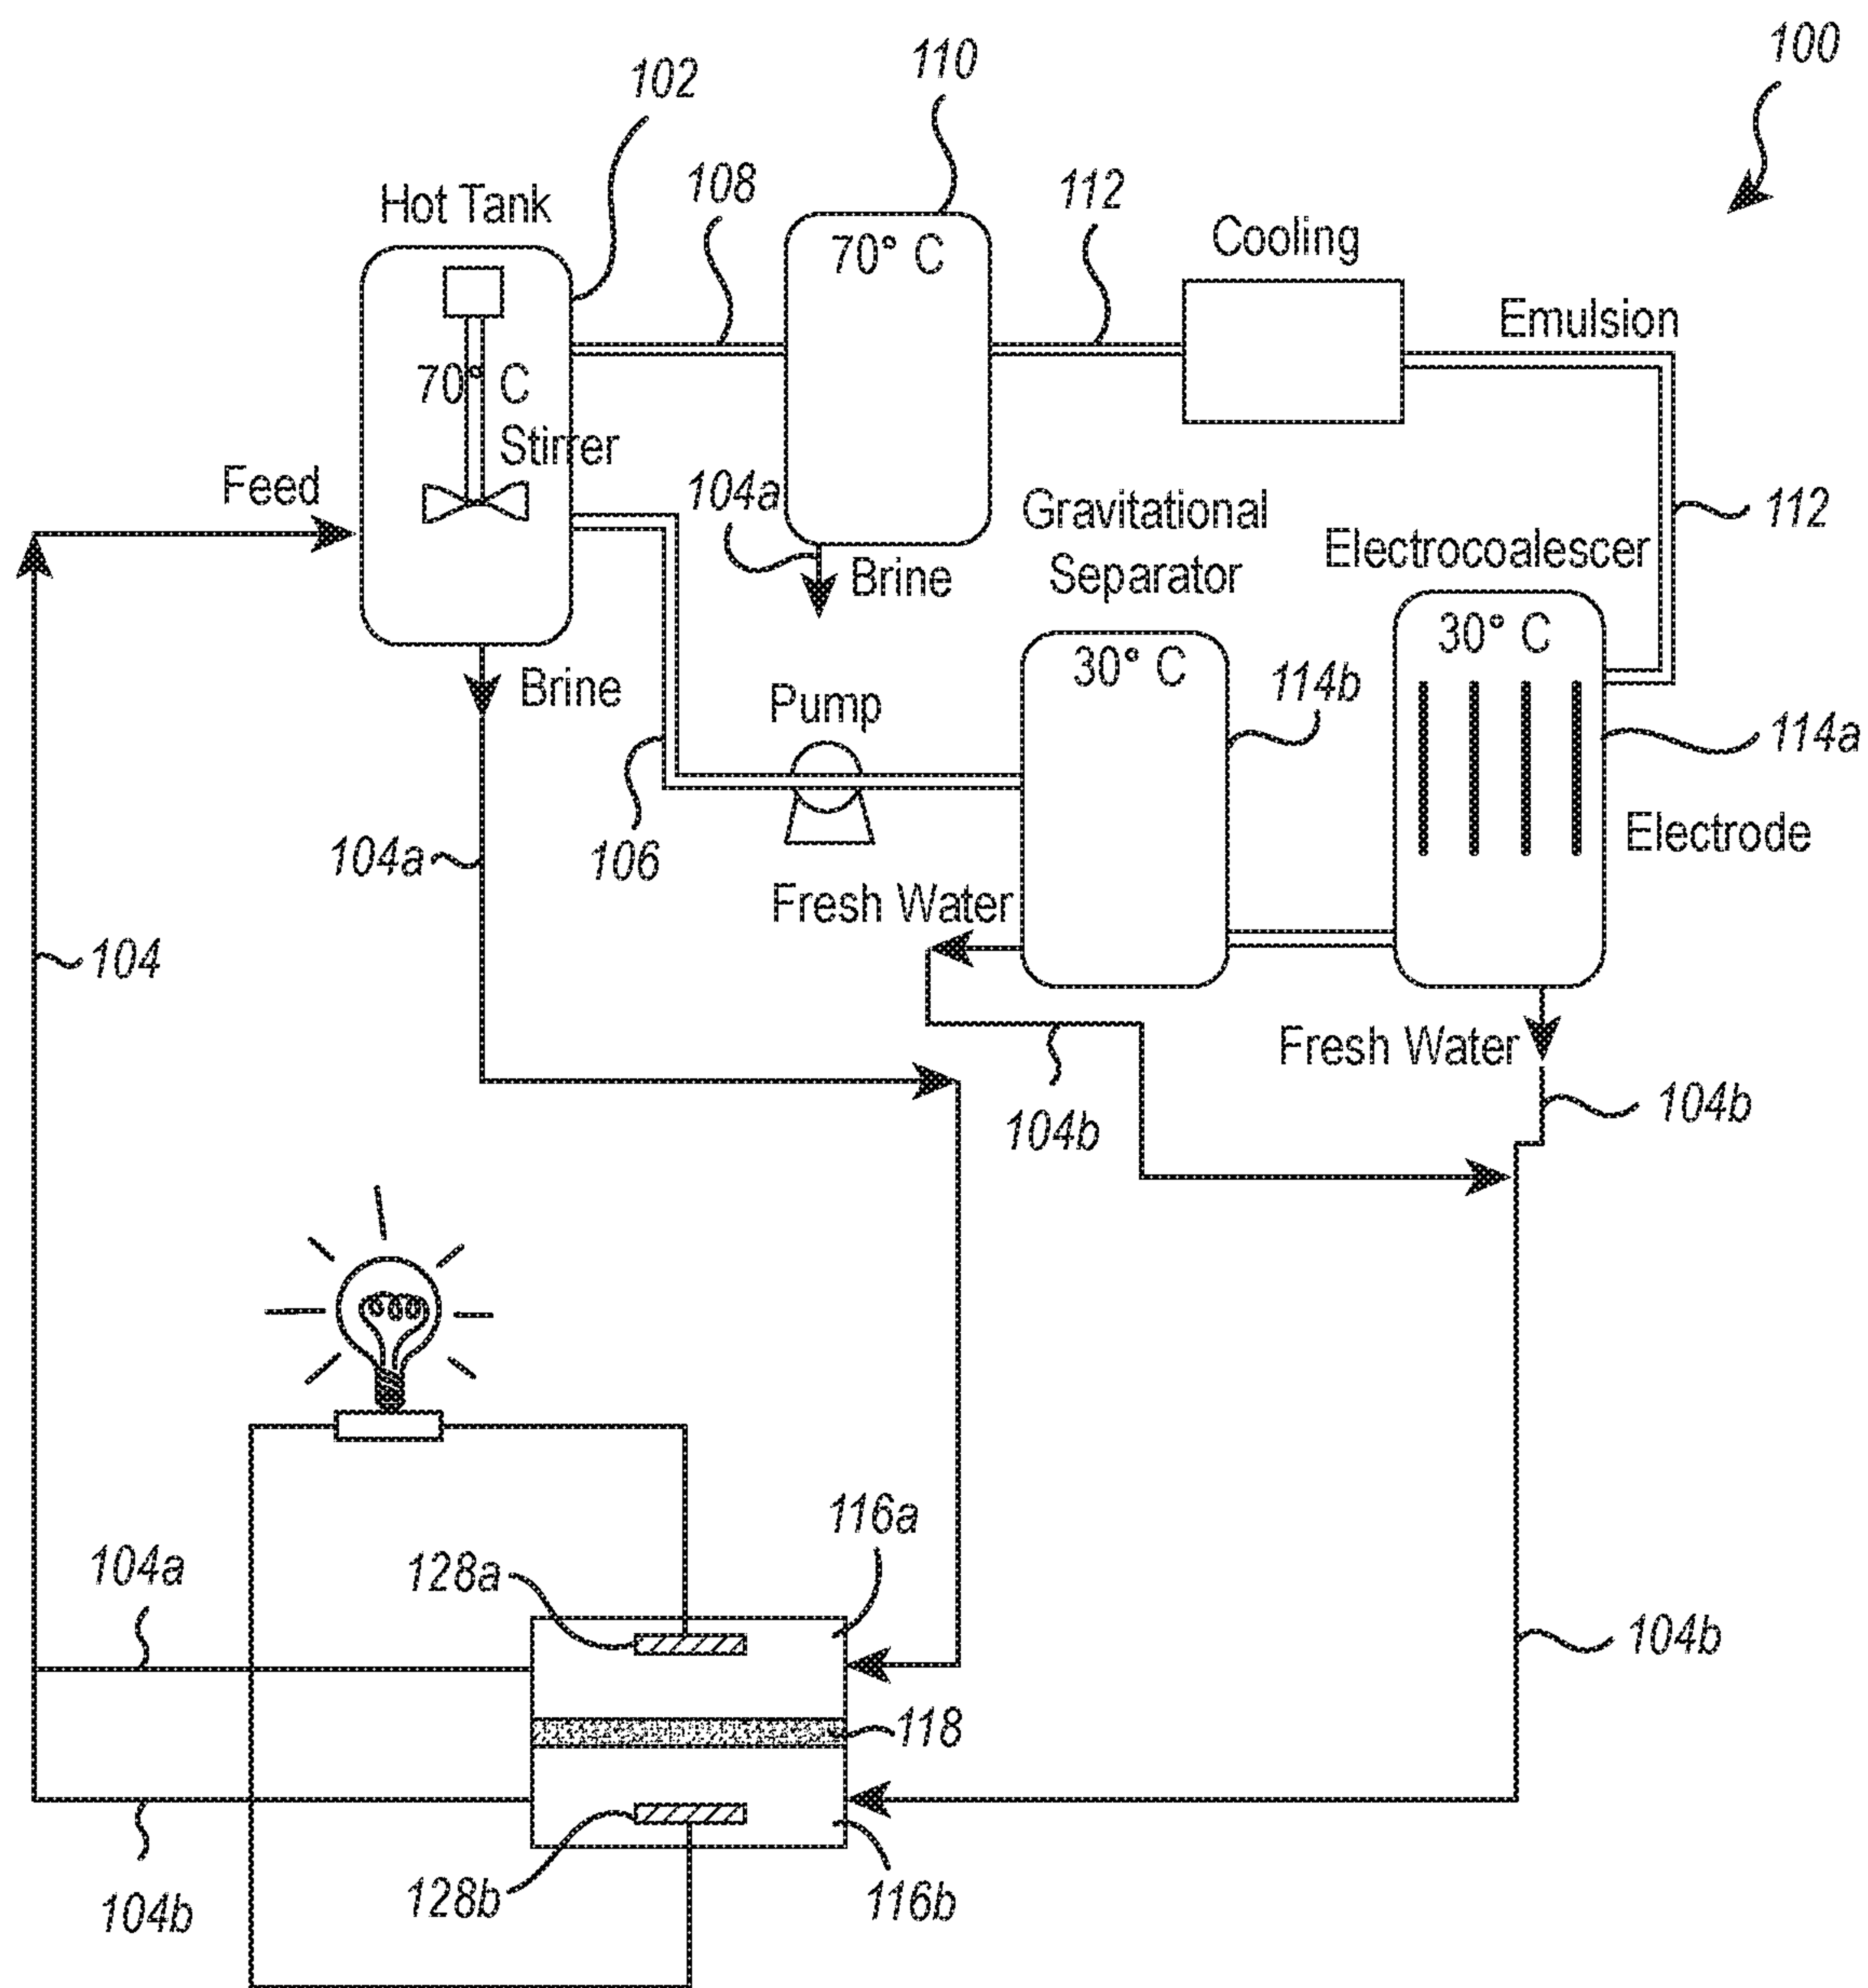 100
110
102
108
112
Hot Tank
70° C
Cooling
Emulsion
70° C
Stirrer
Feed
104a
Gravitational
Separator
112
Electrocoalescer
Brine
30° C
30° C
Brine
Pump
114b
114a
Electrode
104a
106
Fresh Water
104
Fresh Water
104b
104b
116a
104a
128a
104b
118
104b
128b
116b